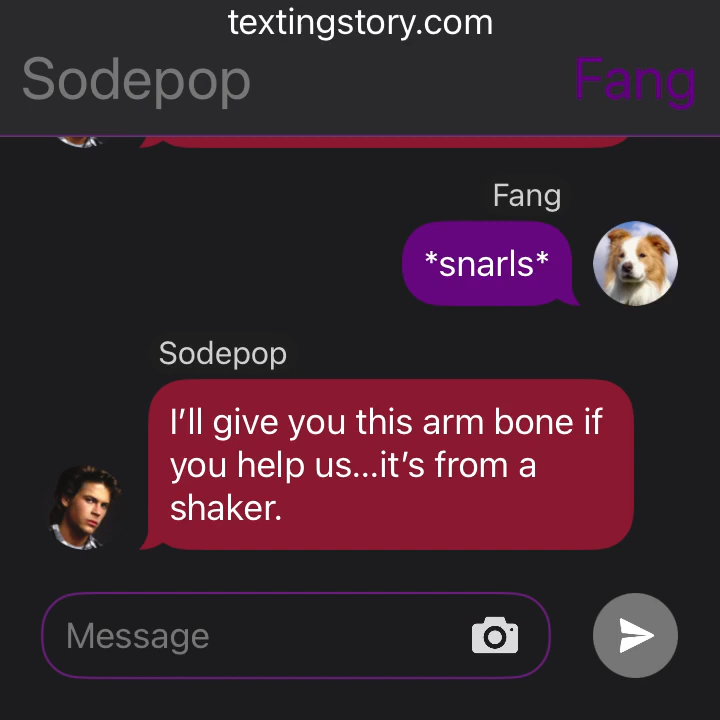 textingstory.com
Sodepop
Fang
Fang
*snarls*
Sodepop
I’ll give you this arm bone if
you help us...it’s from a
shaker.
Message